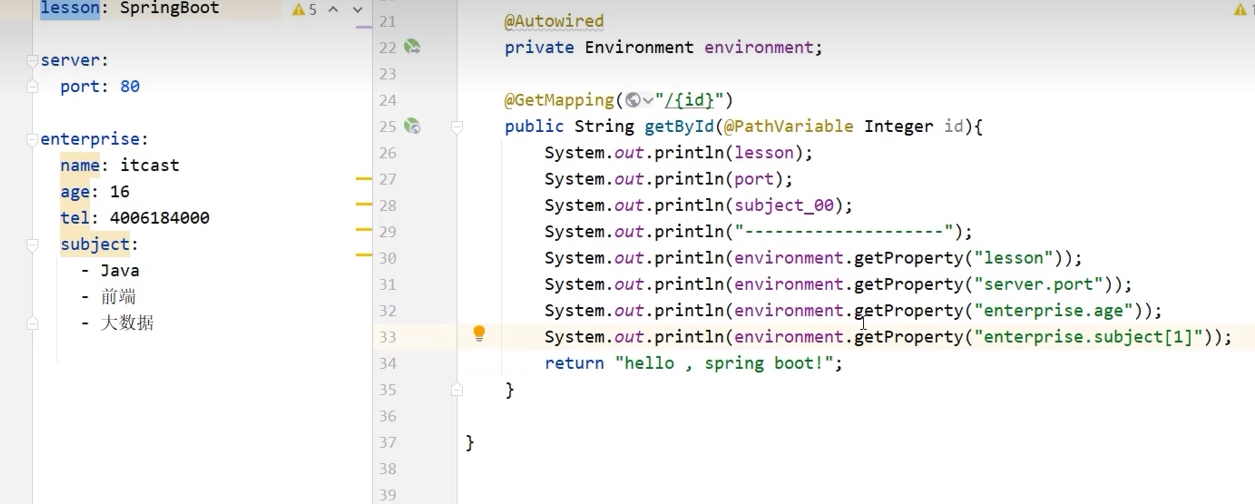 lesson: SpringBoot
5
server:
port: 80
enterprise:
name: itcast
age: 16
tel: 4006184000
subject:
- Java
- 前端
- 大数据
21 @Autowired
22 private Environment environment;
23
24 @GetMapping("/{id}")
25 public String getById(@PathVariable Integer id){
26 System.out.println(lesson);
27 System.out.println(port);
28 System.out.println(subject_00);
29 System.out.println("--------------------");
30 System.out.println(environment.getProperty("lesson"));
31 System.out.println(environment.getProperty("server.port"));
32 System.out.println(environment.getProperty("enterprise.age"));
33 System.out.println(environment.getProperty("enterprise.subject[1]"));
34 return "hello , spring boot!";
35 }
36
37 }
38
39